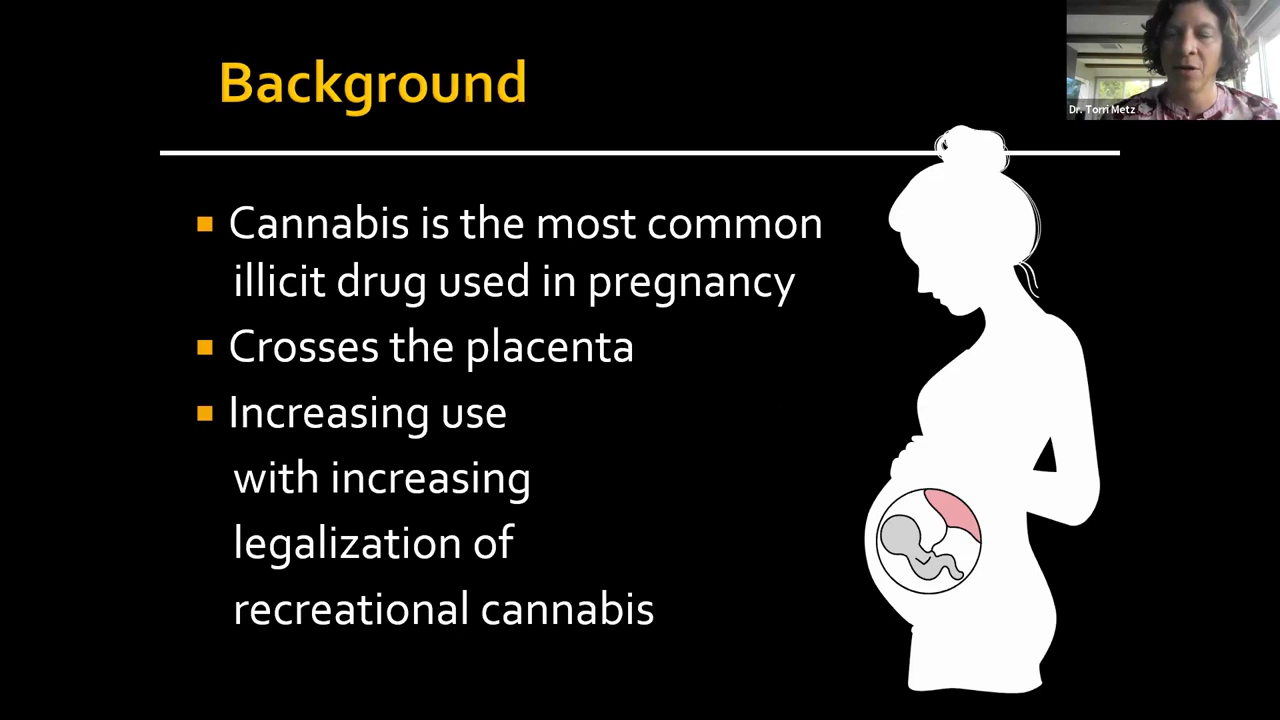 Background
Dr. Torri Metz
Cannabis is the most common
illicit drug used in pregnancy
Crosses the placenta
Increasing use
with increasing
legalization of
recreational cannabis